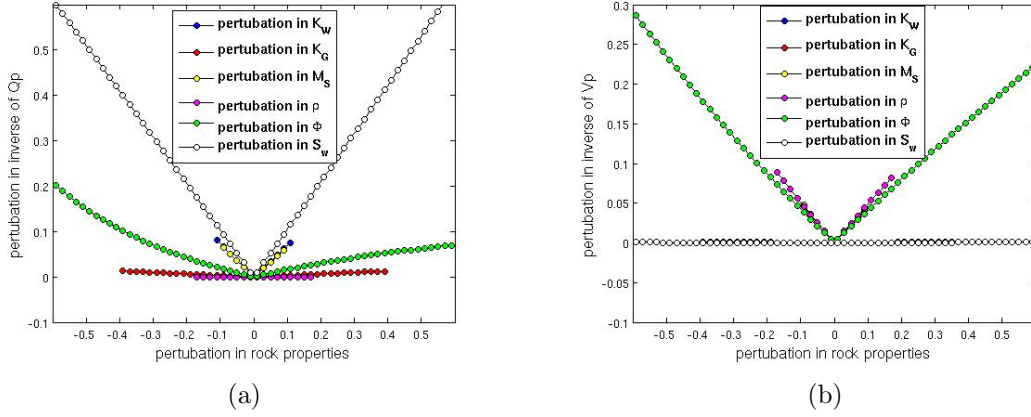 0.5
0.4
0.3
0.2
0.1
0
-0.1
pertubation in inverse of Qp
pertubation in K_W
pertubation in K_G
pertubation in M_S
pertubation in ρ
pertubation in Φ
pertubation in S_w
-0.5 -0.4 -0.3 -0.2 -0.1 0 0.1 0.2 0.3 0.4 0.5
pertubation in rock properties
(a)
0.3
0.25
0.2
0.15
0.1
0.05
0
-0.05
-0.1
pertubation in inverse of Vp
pertubation in K_W
pertubation in K_G
pertubation in M_S
pertubation in ρ
pertubation in Φ
pertubation in S_w
-0.5 -0.4 -0.3 -0.2 -0.1 0 0.1 0.2 0.3 0.4 0.5
pertubation in rock properties
(b)